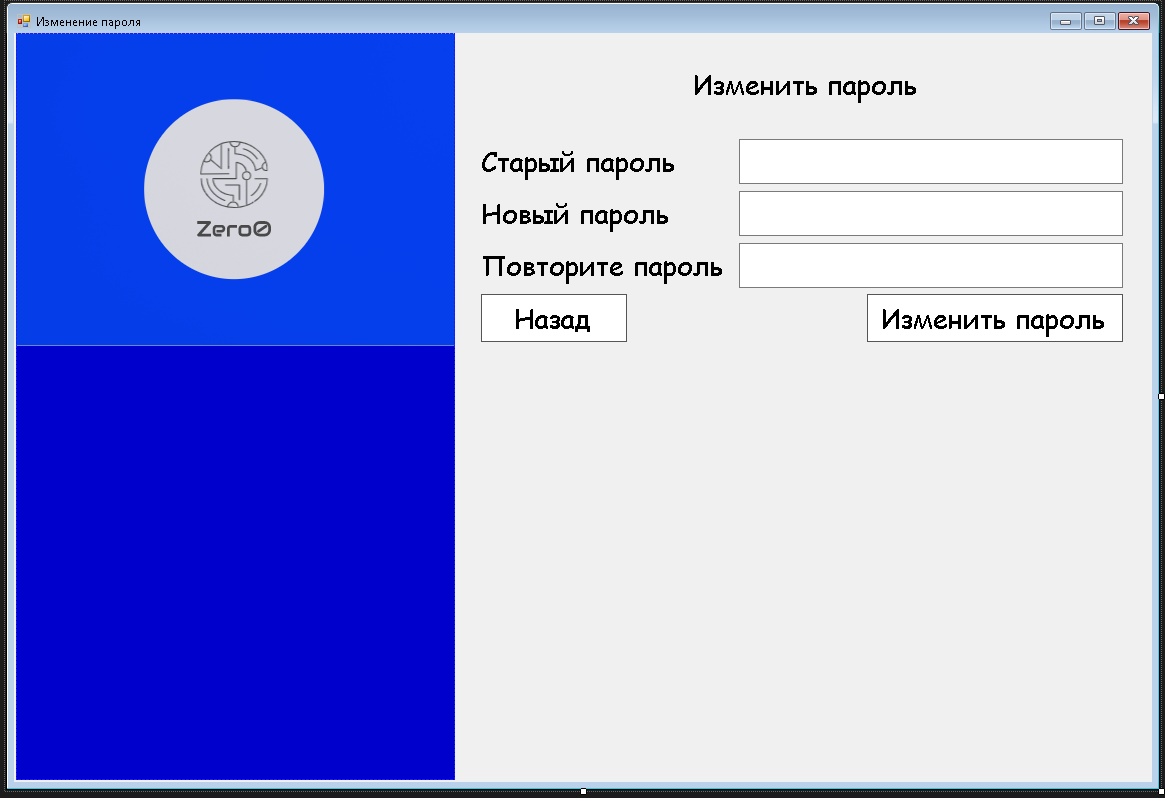 Изменение пароля
Zero0
Изменить пароль
Старый пароль
Новый пароль
Повторите пароль
Назад
Изменить пароль